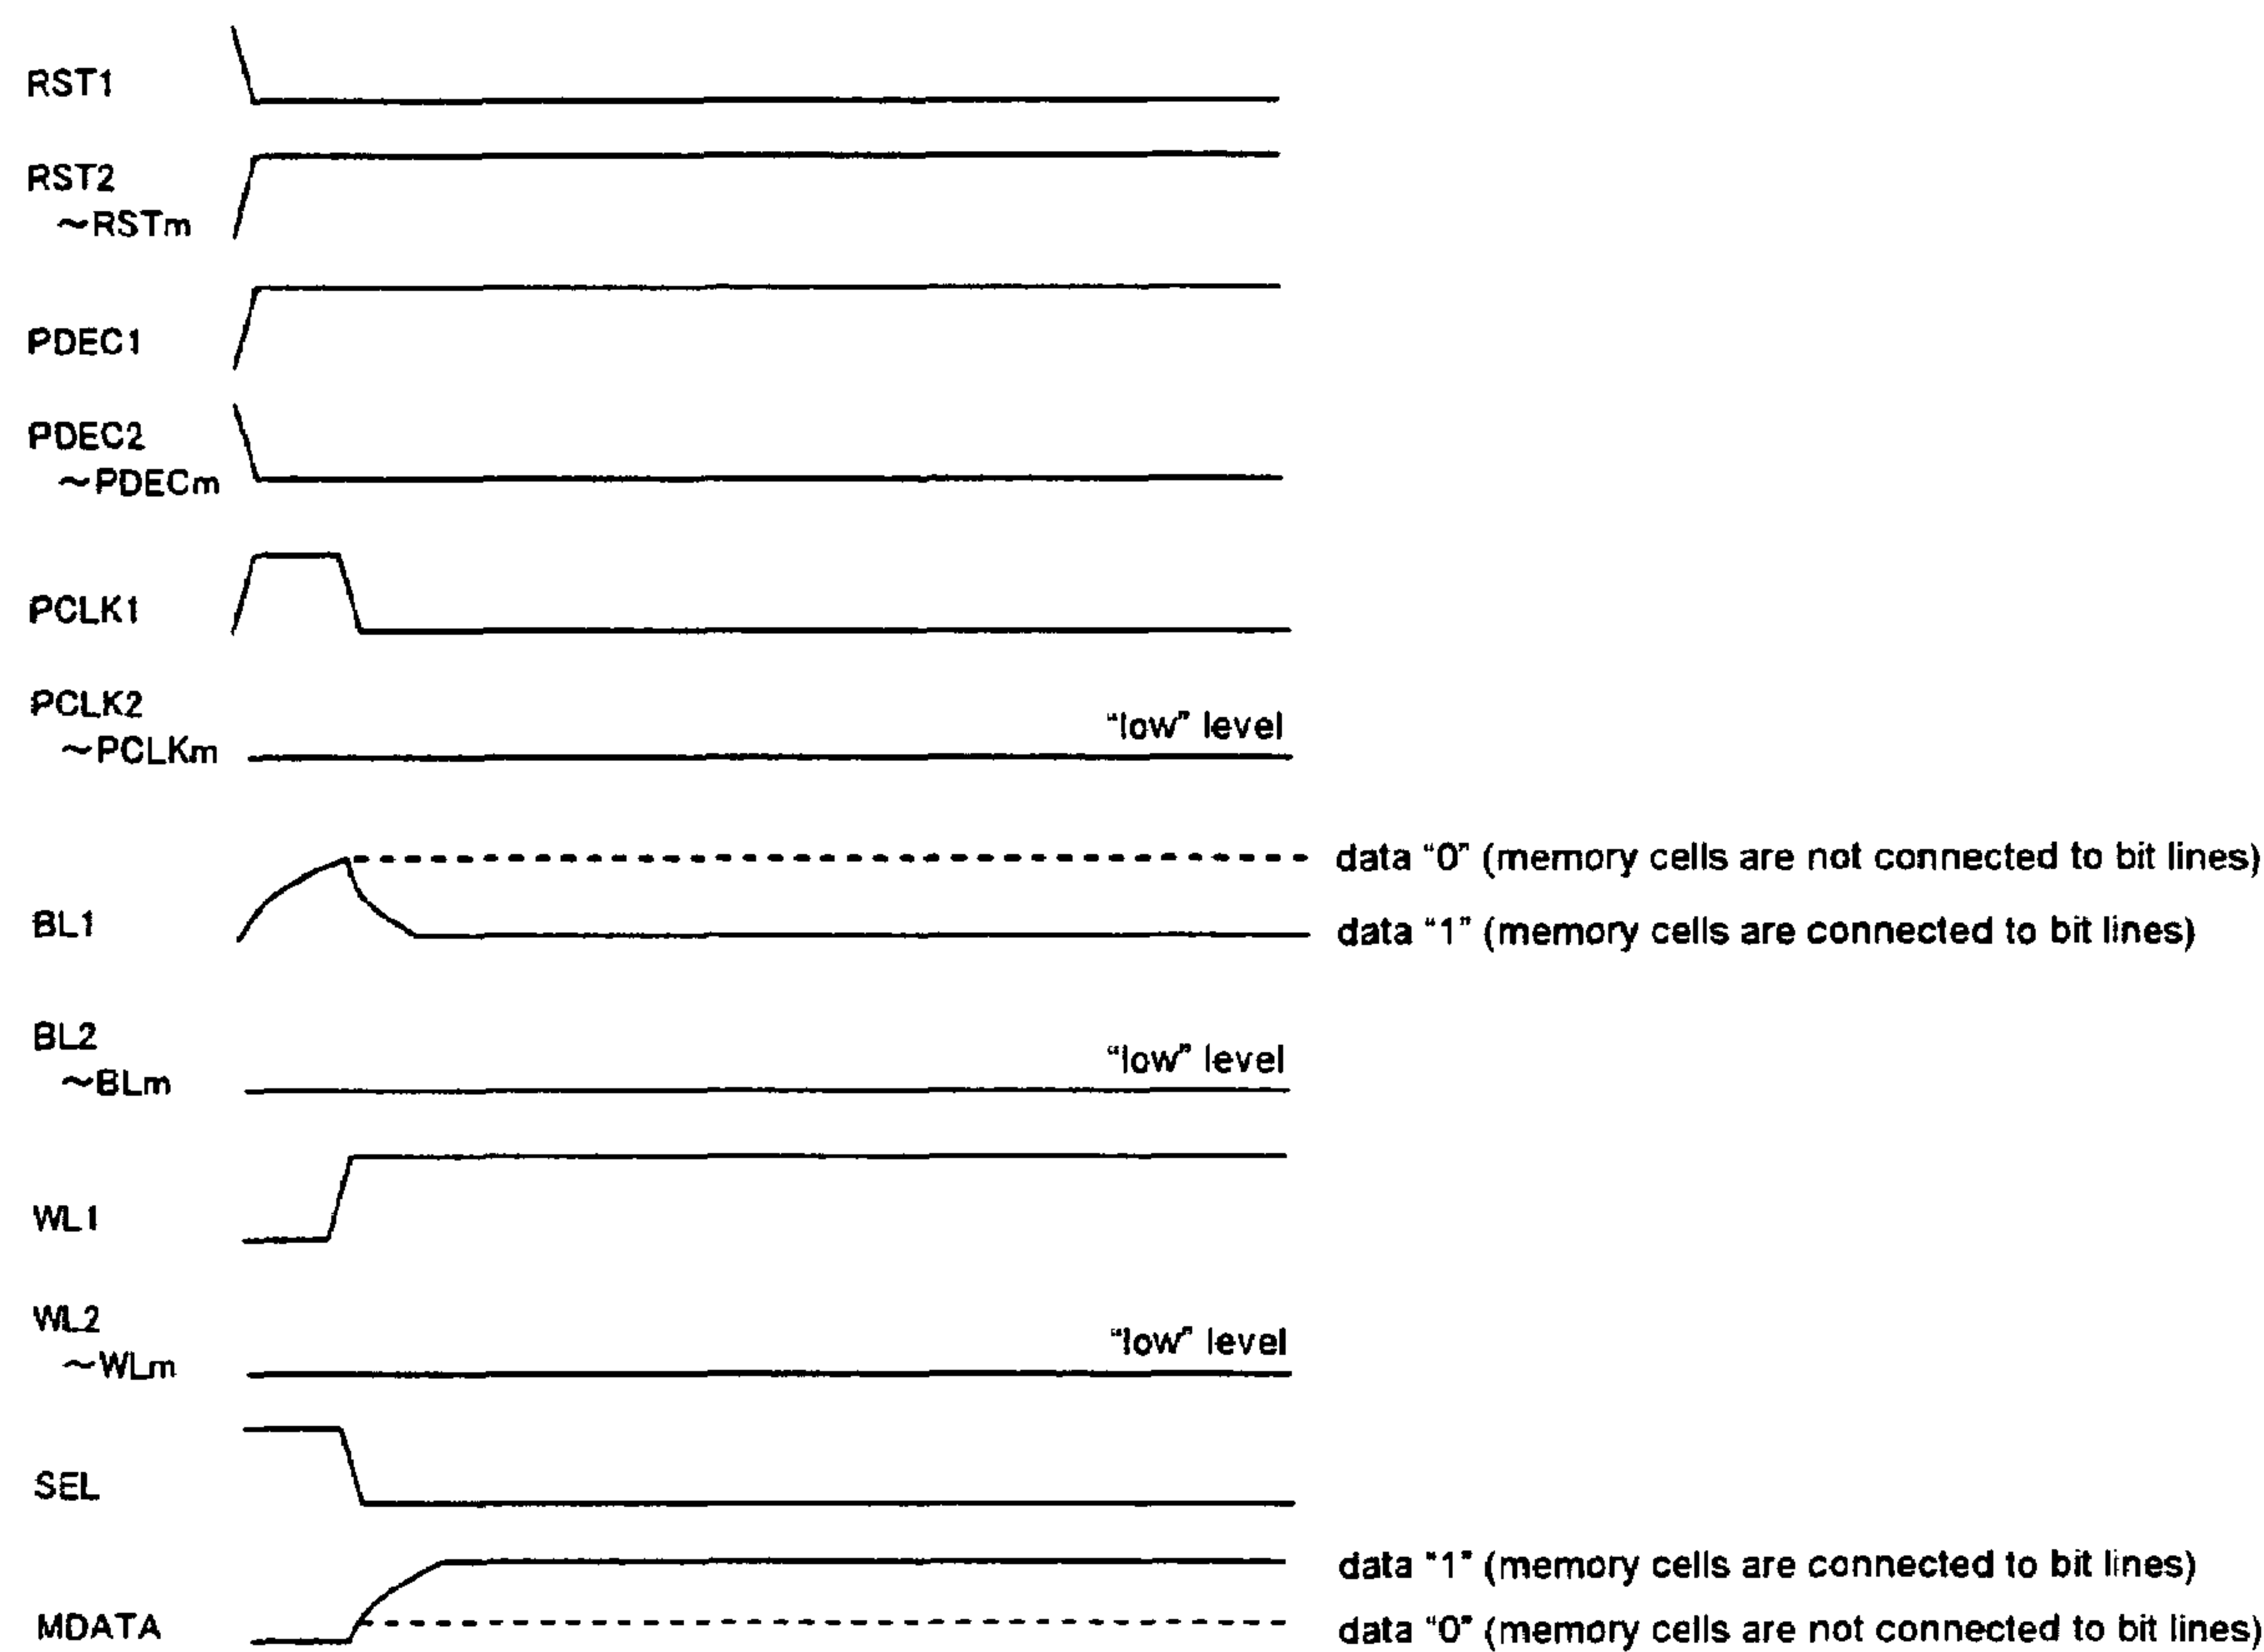 RST1
RST2
~RSTm
PDEC1
PDEC2
~PDECm
PCLK1
PCLK2
~PCLKm
"low" level
data "0" (memory cells are not connected to bit lines)
BL1
data "1" (memory cells are connected to bit lines)
BL2
~BLm
"low" level
WL1
WL2
~WLm
"low" level
SEL
data "1" (memory cells are connected to bit lines)
MDATA
data "0" (memory cells are not connected to bit lines)